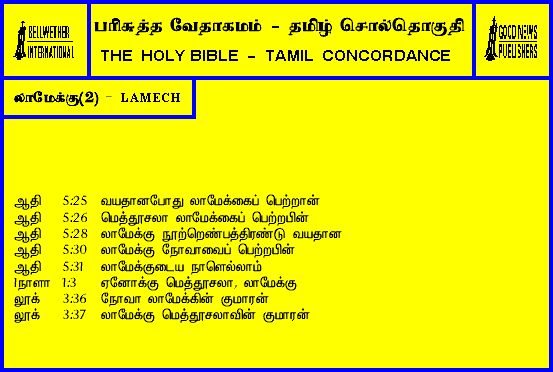 BELLWETHER
INTERNATIONAL
பரிசுத்த வேதாகமம் – தமிழ் சொல்தொகுதி
THE HOLY BIBLE – TAMIL CONCORDANCE
GOOD NEWS
PUBLISHERS
லாமேக்கு(2) – LAMECH
ஆதி 5:25 வயதானபோது லாமேக்கைப் பெற்றான்
ஆதி 5:26 மெத்தூசலா லாமேக்கைப் பெற்றபின்
ஆதி 5:28 லாமேக்கு நூற்றெண்பத்திரண்டு வயதான
ஆதி 5:30 லாமேக்கு நோவாவைப் பெற்றபின்
ஆதி 5:31 லாமேக்குடைய நாளெல்லாம்
1நாளா 1:3 ஏனோக்கு மெத்தூசலா, லாமேக்கு
லூக் 3:36 நோவா லாமேக்கின் குமாரன்
லூக் 3:37 லாமேக்கு மெத்தூசலாவின் குமாரன்